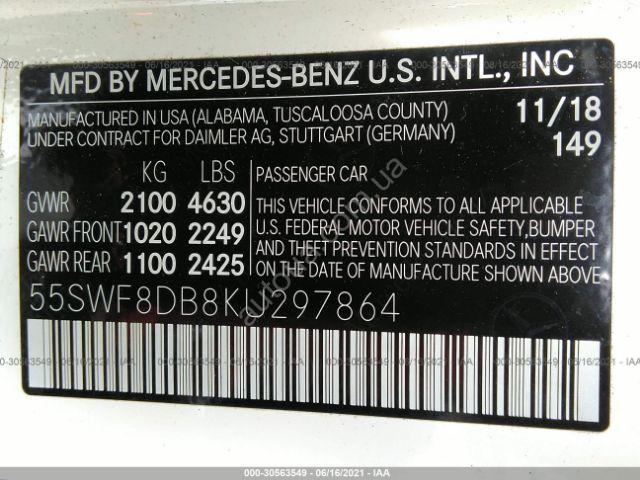 MFD BY MERCEDES-BENZ U.S. INTL., INC
MANUFACTURED IN USA (ALABAMA, TUSCALOOSA COUNTY) 11/18
UNDER CONTRACT FOR DAIMLER AG, STUTTGART (GERMANY) 149
KG LBS
GVWR 2100 4630
GAWR FRONT 1020 2249
GAWR REAR 1100 2425
PASSENGER CAR
THIS VEHICLE CONFORMS TO ALL APPLICABLE
U.S. FEDERAL MOTOR VEHICLE SAFETY, BUMPER
AND THEFT PREVENTION STANDARDS IN EFFECT
ON THE DATE OF MANUFACTURE SHOWN ABOVE.
55SWF8DB8KU297864
000-30563549 - 06/16/2021 - IAA